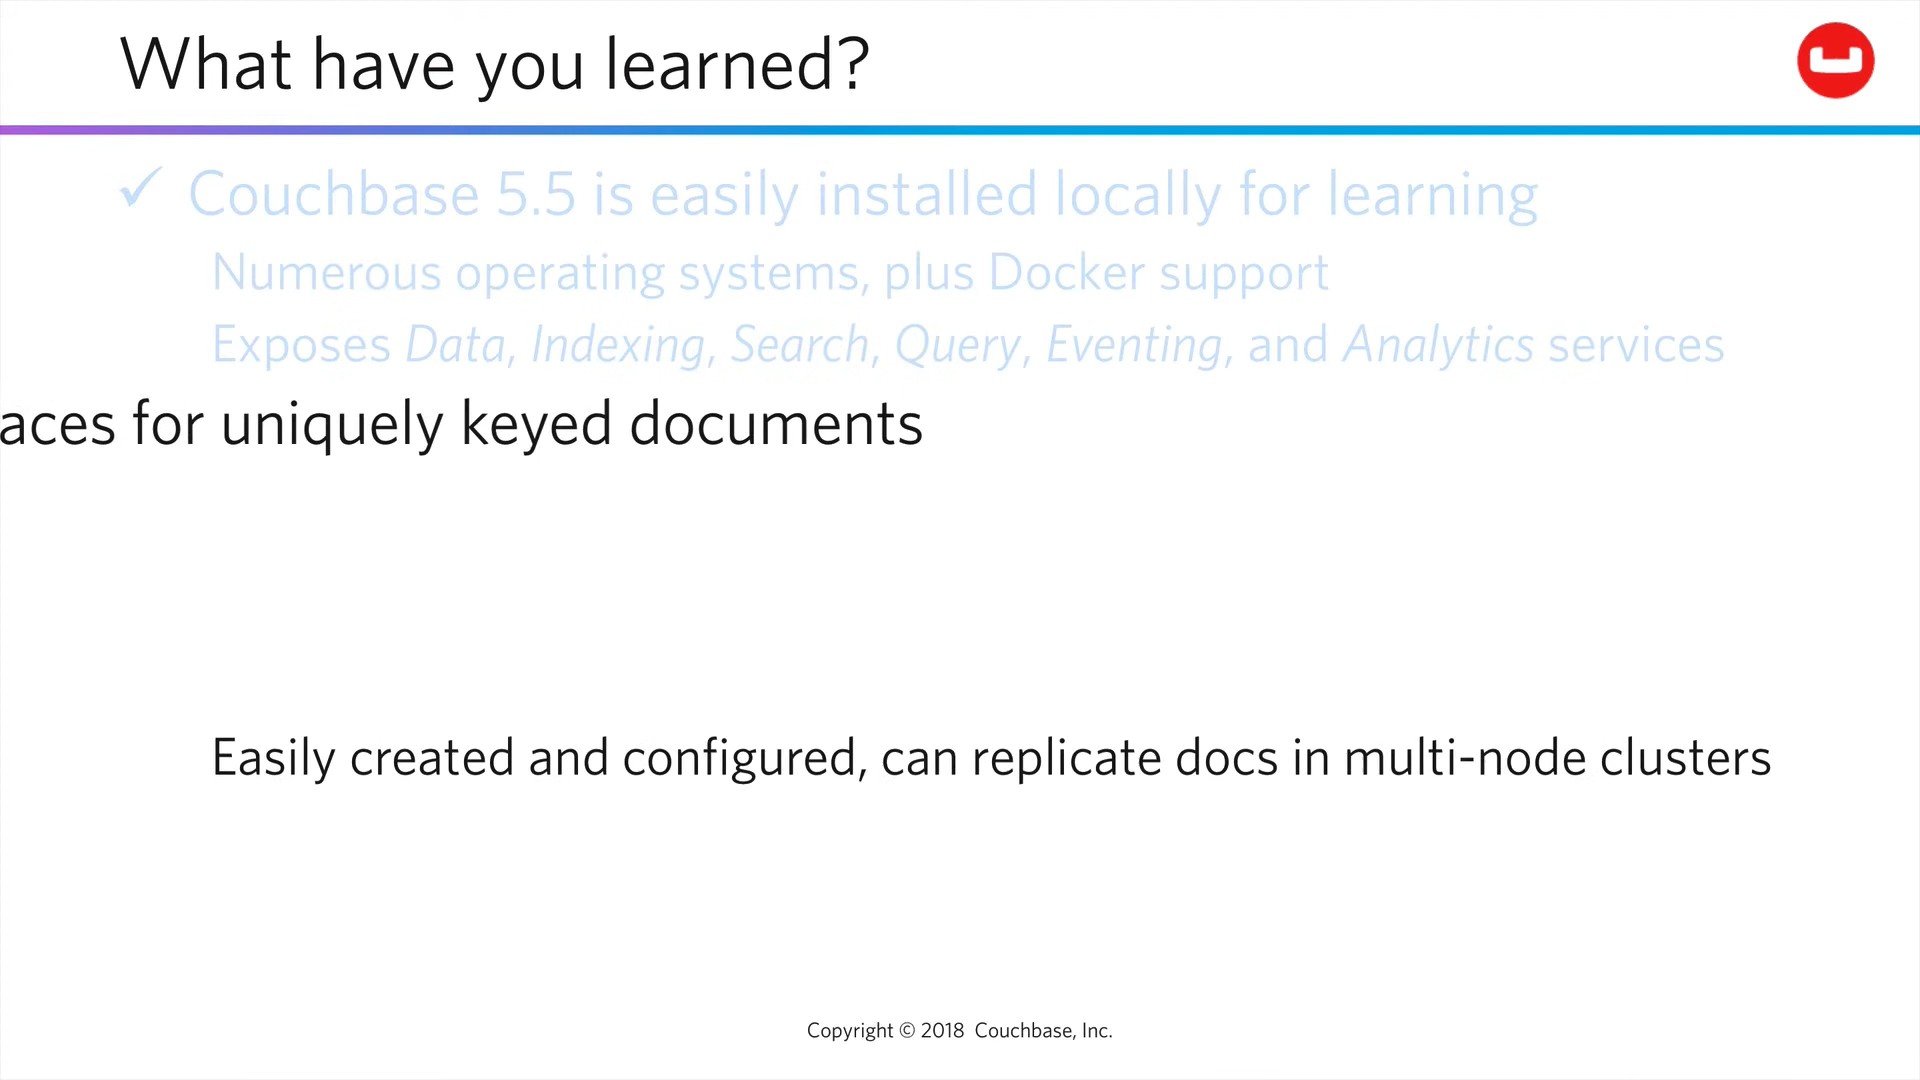 What have you learned?
✓ Couchbase 5.5 is easily installed locally for learning
Numerous operating systems, plus Docker support
Exposes Data, Indexing, Search, Query, Eventing, and Analytics services
aces for uniquely keyed documents
Easily created and configured, can replicate docs in multi-node clusters
Copyright © 2018 Couchbase, Inc.